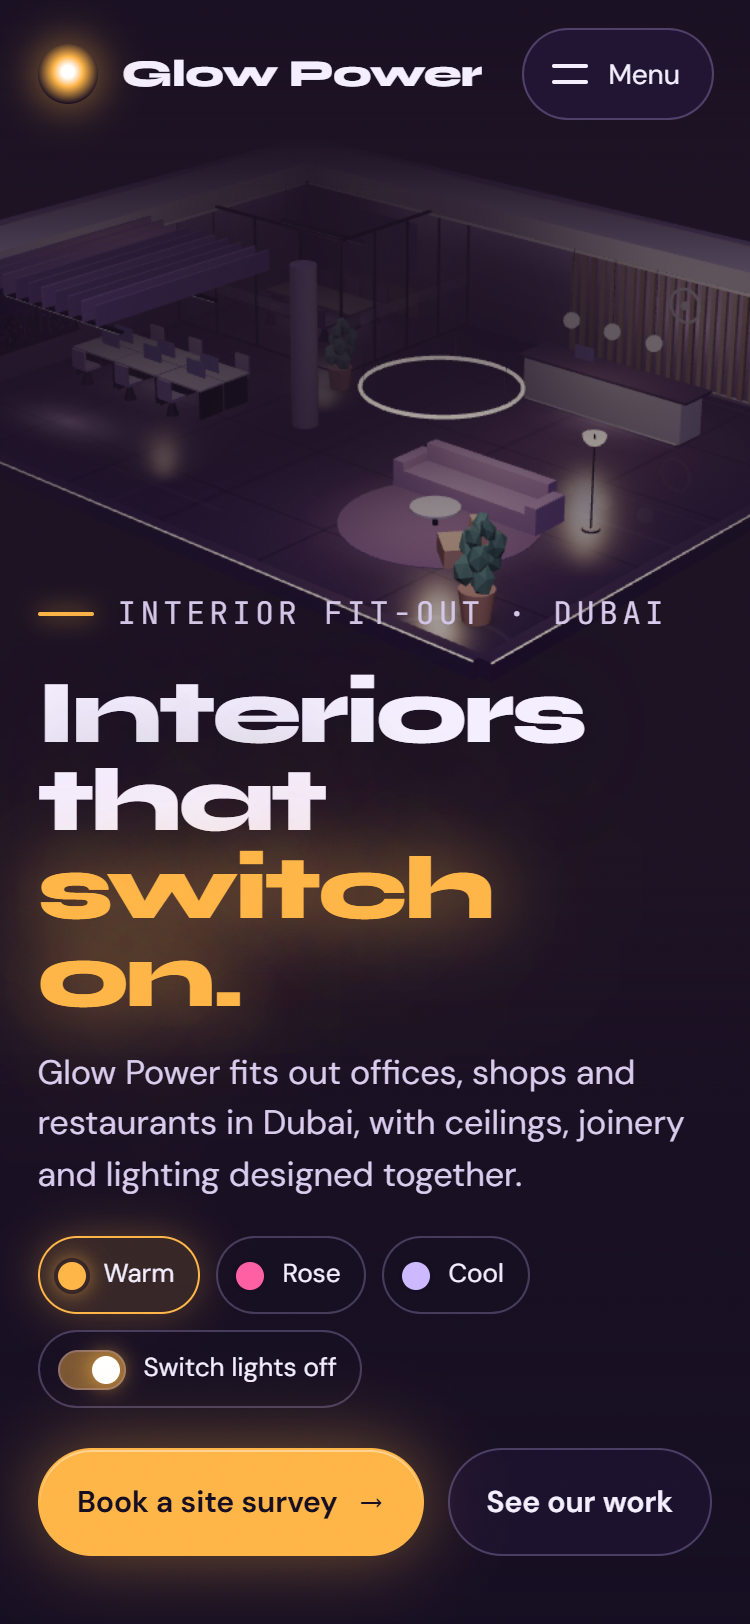 Glow Power
Menu
INTERIOR FIT-OUT · DUBAI
Interiors
that
switch
on.
Glow Power fits out offices, shops and
restaurants in Dubai, with ceilings, joinery
and lighting designed together.
Warm
Rose
Cool
Switch lights off
Book a site survey →
See our work